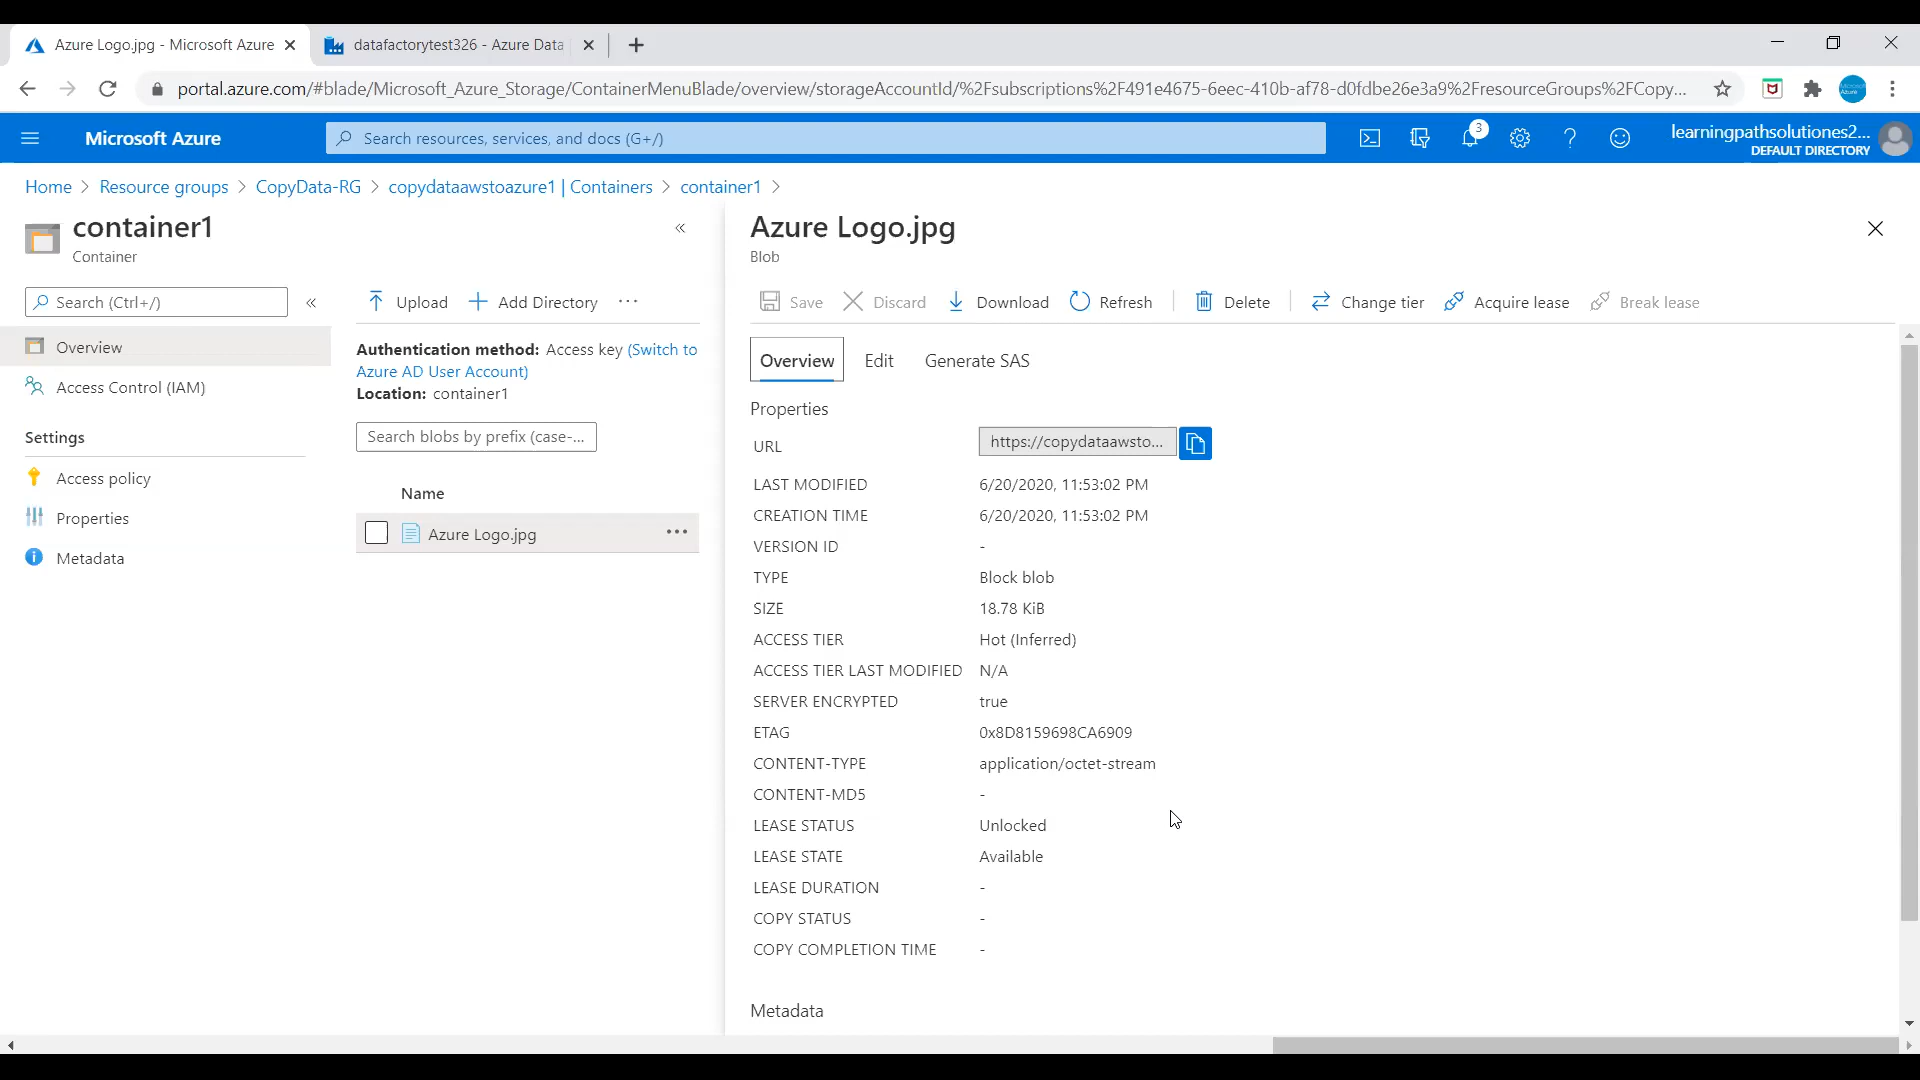 Azure Logo.jpg - Microsoft Azure
datafactorytest326 - Azure Data
portal.azure.com/#blade/Microsoft_Azure_Storage/ContainerMenuBlade/overview/storageAccountId/%2Fsubscriptions%2F491e4675-6eec-410b-af78-d0fdbe26e3a9%2FresourceGroups%2FCopy...
Microsoft Azure
Search resources, services, and docs (G+/)
3
learningpathsolutiones2...
DEFAULT DIRECTORY
Home > Resource groups > CopyData-RG > copydataawstoazure1 | Containers > container1 >
container1
Container
Search (Ctrl+/)
Overview
Access Control (IAM)
Settings
Access policy
Properties
Metadata
Upload Add Directory ...
Authentication method: Access key (Switch to
Azure AD User Account)
Location: container1
Search blobs by prefix (case-...
Name
Azure Logo.jpg ...
Azure Logo.jpg
Blob
Save Discard Download Refresh Delete Change tier Acquire lease Break lease
Overview Edit Generate SAS
Properties
URL https://copydataawsto...
LAST MODIFIED 6/20/2020, 11:53:02 PM
CREATION TIME 6/20/2020, 11:53:02 PM
VERSION ID -
TYPE Block blob
SIZE 18.78 KiB
ACCESS TIER Hot (Inferred)
ACCESS TIER LAST MODIFIED N/A
SERVER ENCRYPTED true
ETAG 0x8D8159698CA6909
CONTENT-TYPE application/octet-stream
CONTENT-MD5 -
LEASE STATUS Unlocked
LEASE STATE Available
LEASE DURATION -
COPY STATUS -
COPY COMPLETION TIME -
Metadata